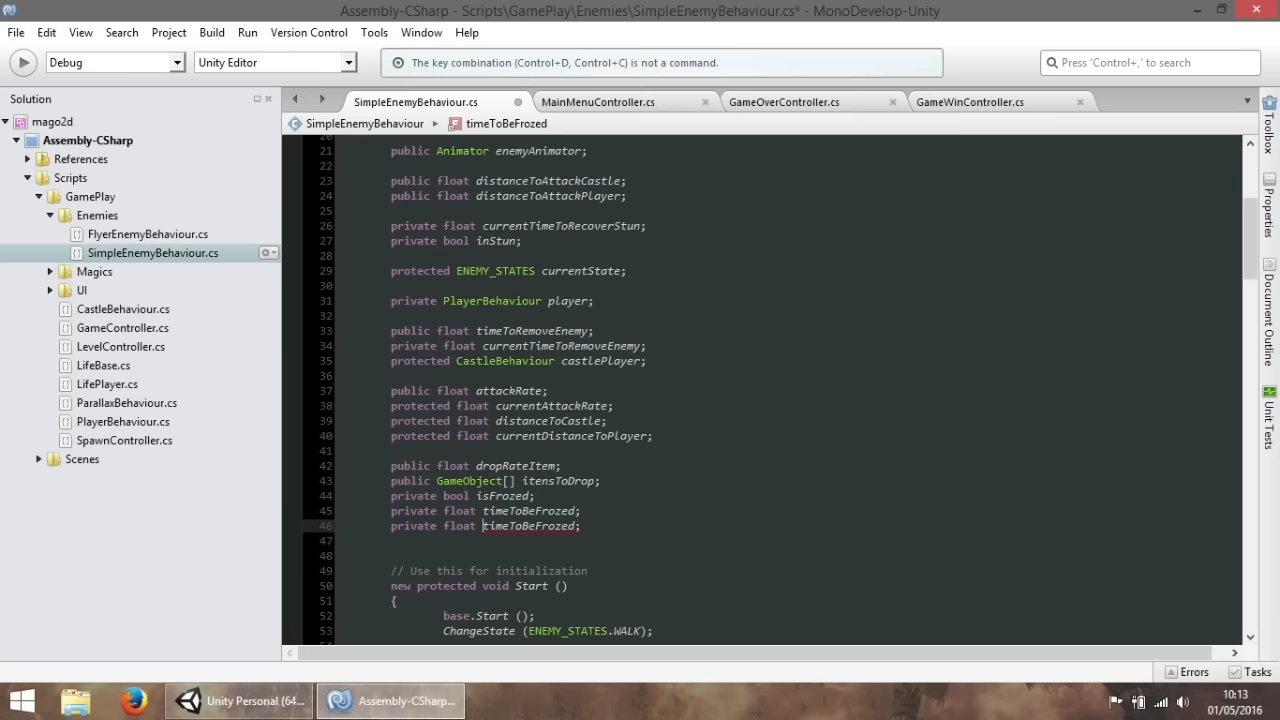 Assembly-CSharp - Scripts\GamePlay\Enemies\SimpleEnemyBehaviour.cs* - MonoDevelop-Unity
File Edit View Search Project Build Run Version Control Tools Window Help
Debug Unity Editor The key combination (Control+D, Control+C) is not a command. Press 'Control+,' to search
Solution
mago2d
Assembly-CSharp
References
Scripts
GamePlay
Enemies
FlyerEnemyBehaviour.cs
SimpleEnemyBehaviour.cs
Magics
UI
CastleBehaviour.cs
GameController.cs
LevelController.cs
LifeBase.cs
LifePlayer.cs
ParallaxBehaviour.cs
PlayerBehaviour.cs
SpawnController.cs
Scenes
SimpleEnemyBehaviour.cs MainMenuController.cs GameOverController.cs GameWinController.cs
SimpleEnemyBehaviour timeToBeFrozed
20
21 public Animator enemyAnimator;
22
23 public float distanceToAttackCastle;
24 public float distanceToAttackPlayer;
25
26 private float currentTimeToRecoverStun;
27 private bool inStun;
28
29 protected ENEMY_STATES currentState;
30
31 private PlayerBehaviour player;
32
33 public float timeToRemoveEnemy;
34 private float currentTimeToRemoveEnemy;
35 protected CastleBehaviour castlePlayer;
36
37 public float attackRate;
38 protected float currentAttackRate;
39 protected float distanceToCastle;
40 protected float currentDistanceToPlayer;
41
42 public float dropRateItem;
43 public GameObject[] itensToDrop;
44 private bool isFrozed;
45 private float timeToBeFrozed;
46 private float timeToBeFrozed;
47
48
49 // Use this for initialization
50 new protected void Start ()
51 {
52 base.Start ();
53 ChangeState (ENEMY_STATES.WALK);
Toolbox
Properties
Document Outline
Unit Tests
Errors Tasks
Unity Personal (64... Assembly-CSharp...
10:13
01/05/2016